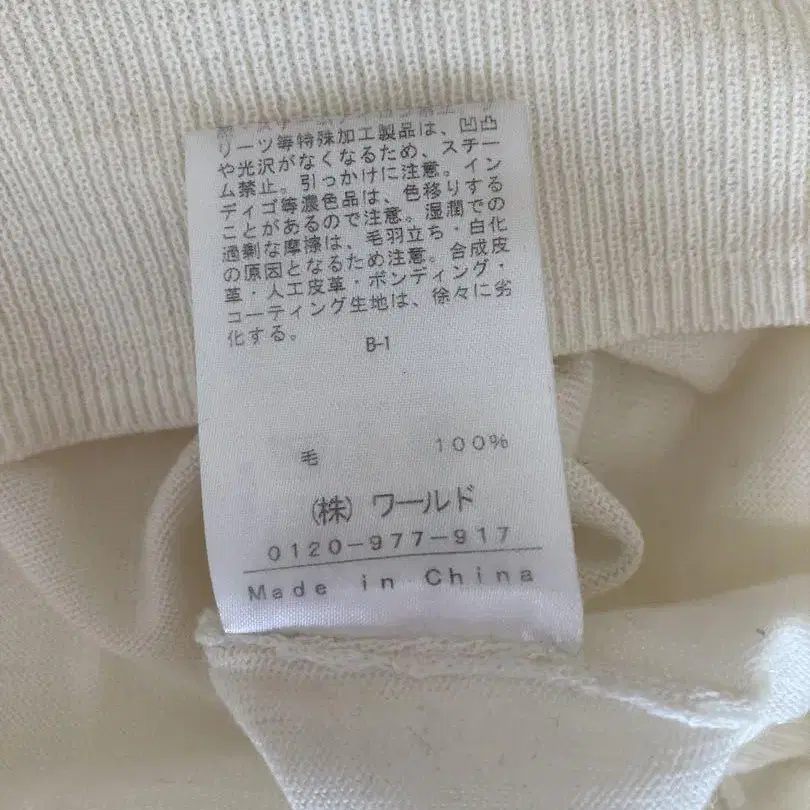 リーツ等特殊加工製品は、凹凸
や光沢がなくなるため、スチー
ム禁止。引っかけに注意。イン
ディゴ等濃色品は、色移りする
ことがあるので注意。湿潤での
過剰な摩擦は、毛羽立ち・白化
の原因となるため注意。合成皮
革・人工皮革・ボンディング・
コーティング生地は、徐々に劣
化する。
B-1
毛 100%
(株) ワールド
0120-977-917
Made in China